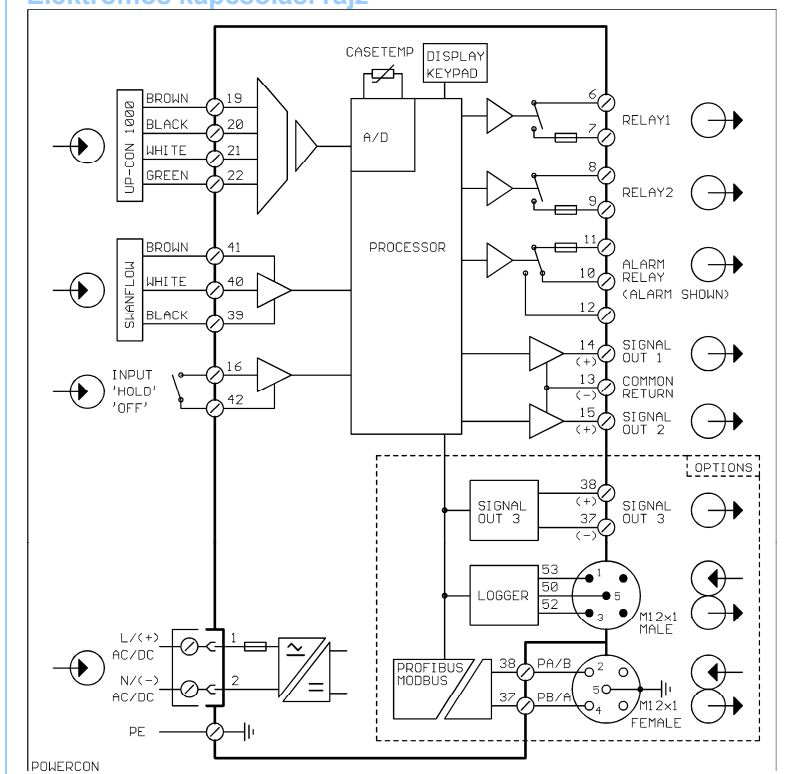 Elektromos kapcsolási rajz
CASETEMP
DISPLAY
KEYPAD
UP-CON 1000
BROWN 19
BLACK 20
WHITE 21
GREEN 22
A/D
PROCESSOR
6
7
RELAY1
8
9
RELAY2
11
10
12
ALARM
RELAY
(ALARM SHOWN)
SWANFLOW
BROWN 41
WHITE 40
BLACK 39
INPUT
'HOLD'
'OFF'
16
42
14
(+)
SIGNAL
OUT 1
13
(-)
COMMON
RETURN
15
(+)
SIGNAL
OUT 2
OPTIONS
SIGNAL
OUT 3
38
(+)
37
(-)
SIGNAL
OUT 3
LOGGER
53
50
52
1
5
3
M12x1
MALE
L/(+)
AC/DC
1
N/(-)
AC/DC
2
PE
PROFIBUS
MODBUS
38 PA/B
37 PB/A
2
5
4
M12x1
FEMALE
POWERCON